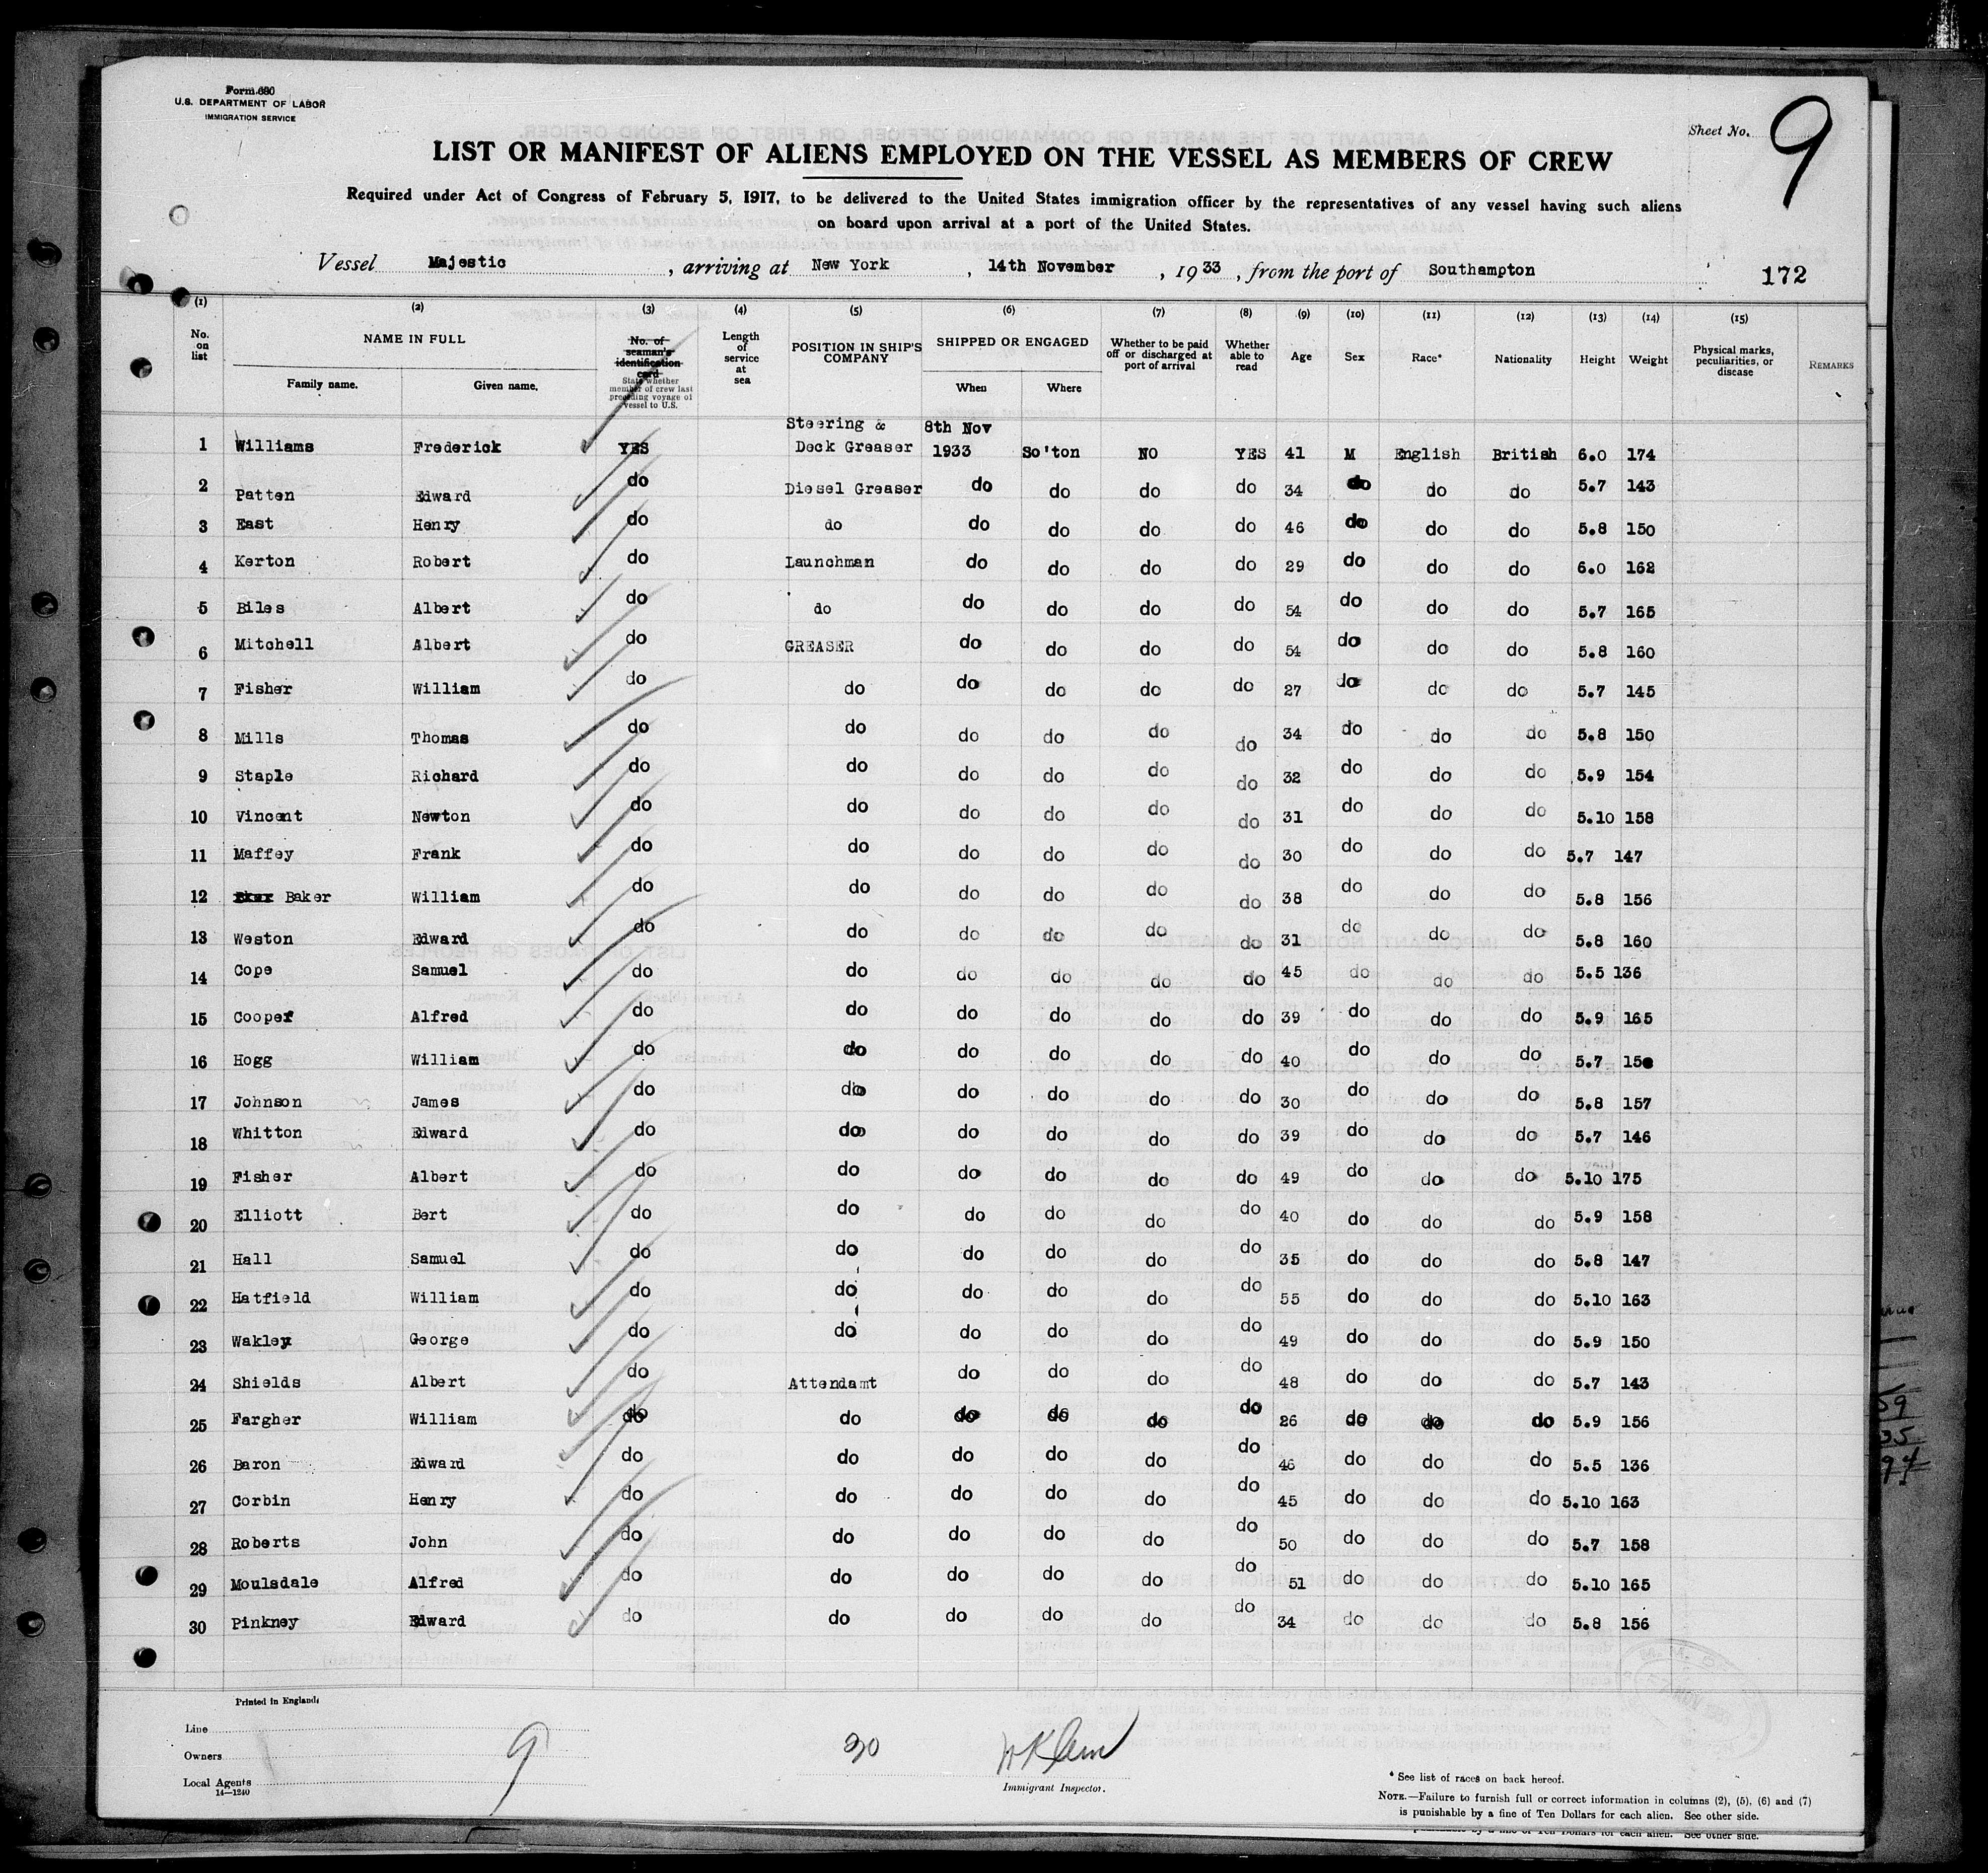 Form 680
U.S. DEPARTMENT OF LABOR
IMMIGRATION SERVICE
Sheet No. 9
LIST OR MANIFEST OF ALIENS EMPLOYED ON THE VESSEL AS MEMBERS OF CREW
Required under Act of Congress of February 5, 1917, to be delivered to the United States immigration officer by the representatives of any vessel having such aliens
on board upon arrival at a port of the United States.
Vessel Majestic, arriving at New York, 14th November, 1933, from the port of Southampton
172
(1) (2) (3) (4) (5) (6) (7) (8) (9) (10) (11) (12) (13) (14) (15)
No. on list NAME IN FULL Family name. Given name. No. of seaman's identification card State whether member of crew last preceding voyage of vessel to U.S. Length of service at sea POSITION IN SHIP'S COMPANY SHIPPED OR ENGAGED When Where Whether to be paid off or discharged at port of arrival Whether able to read Age Sex Race* Nationality Height Weight Physical marks, peculiarities, or disease REMARKS
1 Williams Frederick YES Steering & Deck Greaser 8th Nov 1933 So'ton NO YES 41 M English British 6.0 174
2 Patten Edward do Diesel Greaser do do do do 34 do do do 5.7 143
3 East Henry do do do do do do 46 do do do 5.8 150
4 Kerton Robert do Launchman do do do do 29 do do do 6.0 162
5 Biles Albert do do do do do do 54 do do do 5.7 165
6 Mitchell Albert do GREASER do do do do 54 do do do 5.8 160
7 Fisher William do do do do do do 27 do do do 5.7 145
8 Mills Thomas do do do do do do 34 do do do 5.8 150
9 Staple Richard do do do do do do 32 do do do 5.9 154
10 Vincent Newton do do do do do do 31 do do do 5.10 158
11 Maffey Frank do do do do do do 30 do do do 5.7 147
12 Baker William do do do do do do 38 do do do 5.8 156
13 Weston Edward do do do do do do 31 do do do 5.8 160
14 Cope Samuel do do do do do do 45 do do do 5.5 136
15 Cooper Alfred do do do do do do 39 do do do 5.9 165
16 Hogg William do do do do do do 40 do do do 5.7
17 Johnson James do do do do do do 30 do do do 5.8 157
18 Whitton Edward do do do do do do 39 do do do 5.7 146
19 Fisher Albert do do do do do do 49 do do do 5.10 175
20 Elliott Bert do do do do do do 40 do do do 5.9 158
21 Hall Samuel do do do do do do 35 do do do 5.8 147
22 Hatfield William do do do do do do 55 do do do 5.10 163
23 Wakley George do do do do do do 49 do do do 5.9 150
24 Shields Albert do Attendamt do do do do 48 do do do 5.7 143
25 Fargher William do do do do do do 26 do do do 5.9 156
26 Baron Edward do do do do do do 46 do do do 5.5 136
27 Corbin Henry do do do do do do 45 do do do 5.10 163
28 Roberts John do do do do do do 50 do do do 5.7 158
29 Moulsdale Alfred do do do do do do 51 do do do 5.10 165
30 Pinkney Edward do do do do do do 34 do do do 5.8 156
Printed in England.
Line
Owners
Local Agents
14—1240
9
30
Immigrant Inspector.
* See list of races on back hereof.
NOTE.—Failure to furnish full or correct information in columns (2), (5), (6) and (7)
is punishable by a fine of Ten Dollars for each alien. See other side.